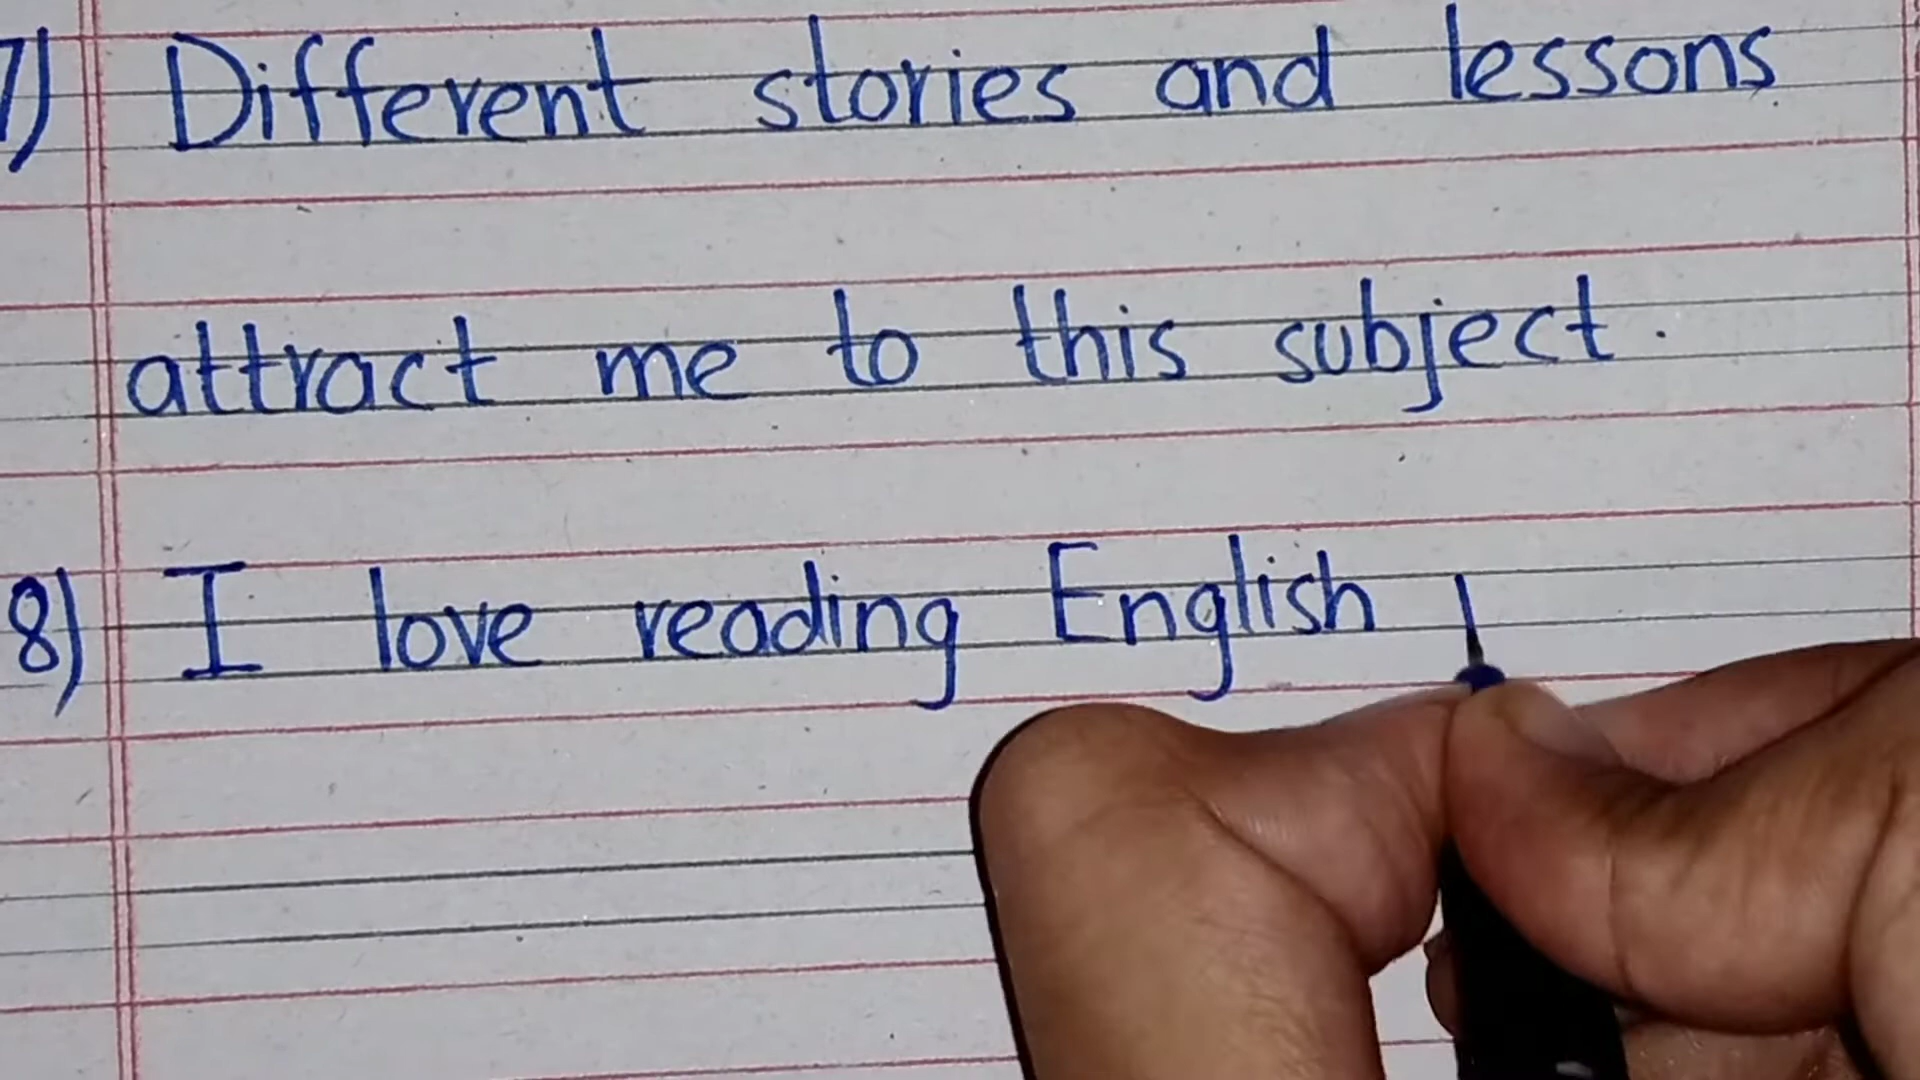 7) Different stories and lessons
attract me to this subject.
8) I love reading English